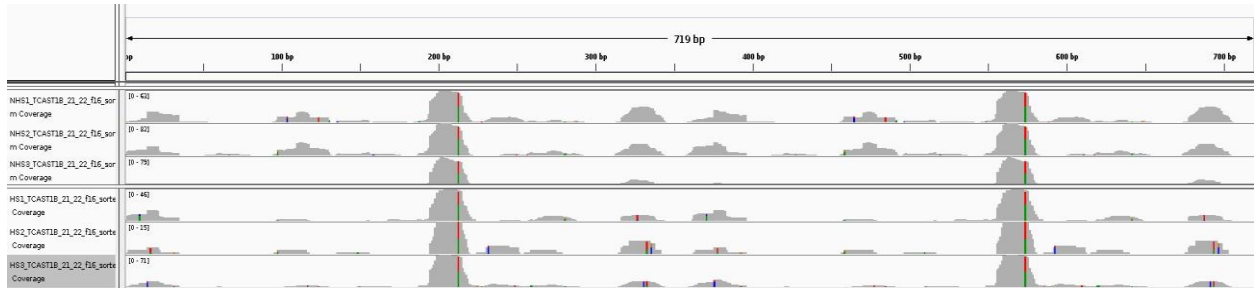 719 bp
bp 100 bp 200 bp 300 bp 400 bp 500 bp 600 bp 700 bp
NHS1_TCAST1B_21_22_f16_sor
m Coverage
[0 - 63]
NHS2_TCAST1B_21_22_f16_sor
m Coverage
[0 - 82]
NHS3_TCAST1B_21_22_f16_sor
m Coverage
[0 - 79]
HS1_TCAST1B_21_22_f16_sorte
Coverage
[0 - 46]
HS2_TCAST1B_21_22_f16_sorte
Coverage
[0 - 15]
HS3_TCAST1B_21_22_f16_sorte
Coverage
[0 - 71]